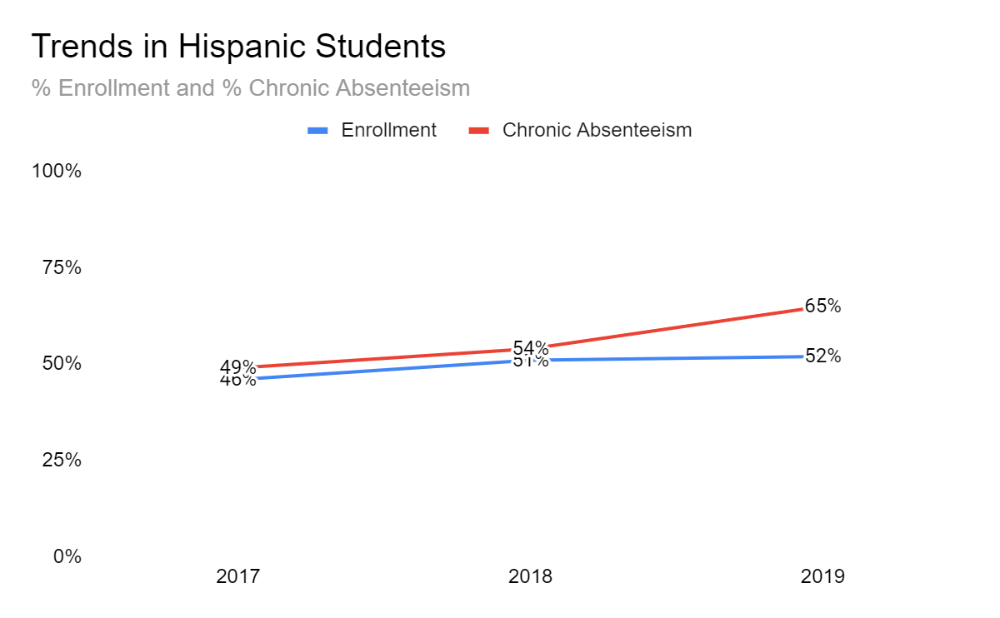 Trends in Hispanic Students
% Enrollment and % Chronic Absenteeism
Enrollment Chronic Absenteeism
100%
75%
65%
54%
51%
52%
50%
49%
46%
25%
0%
2017 2018 2019